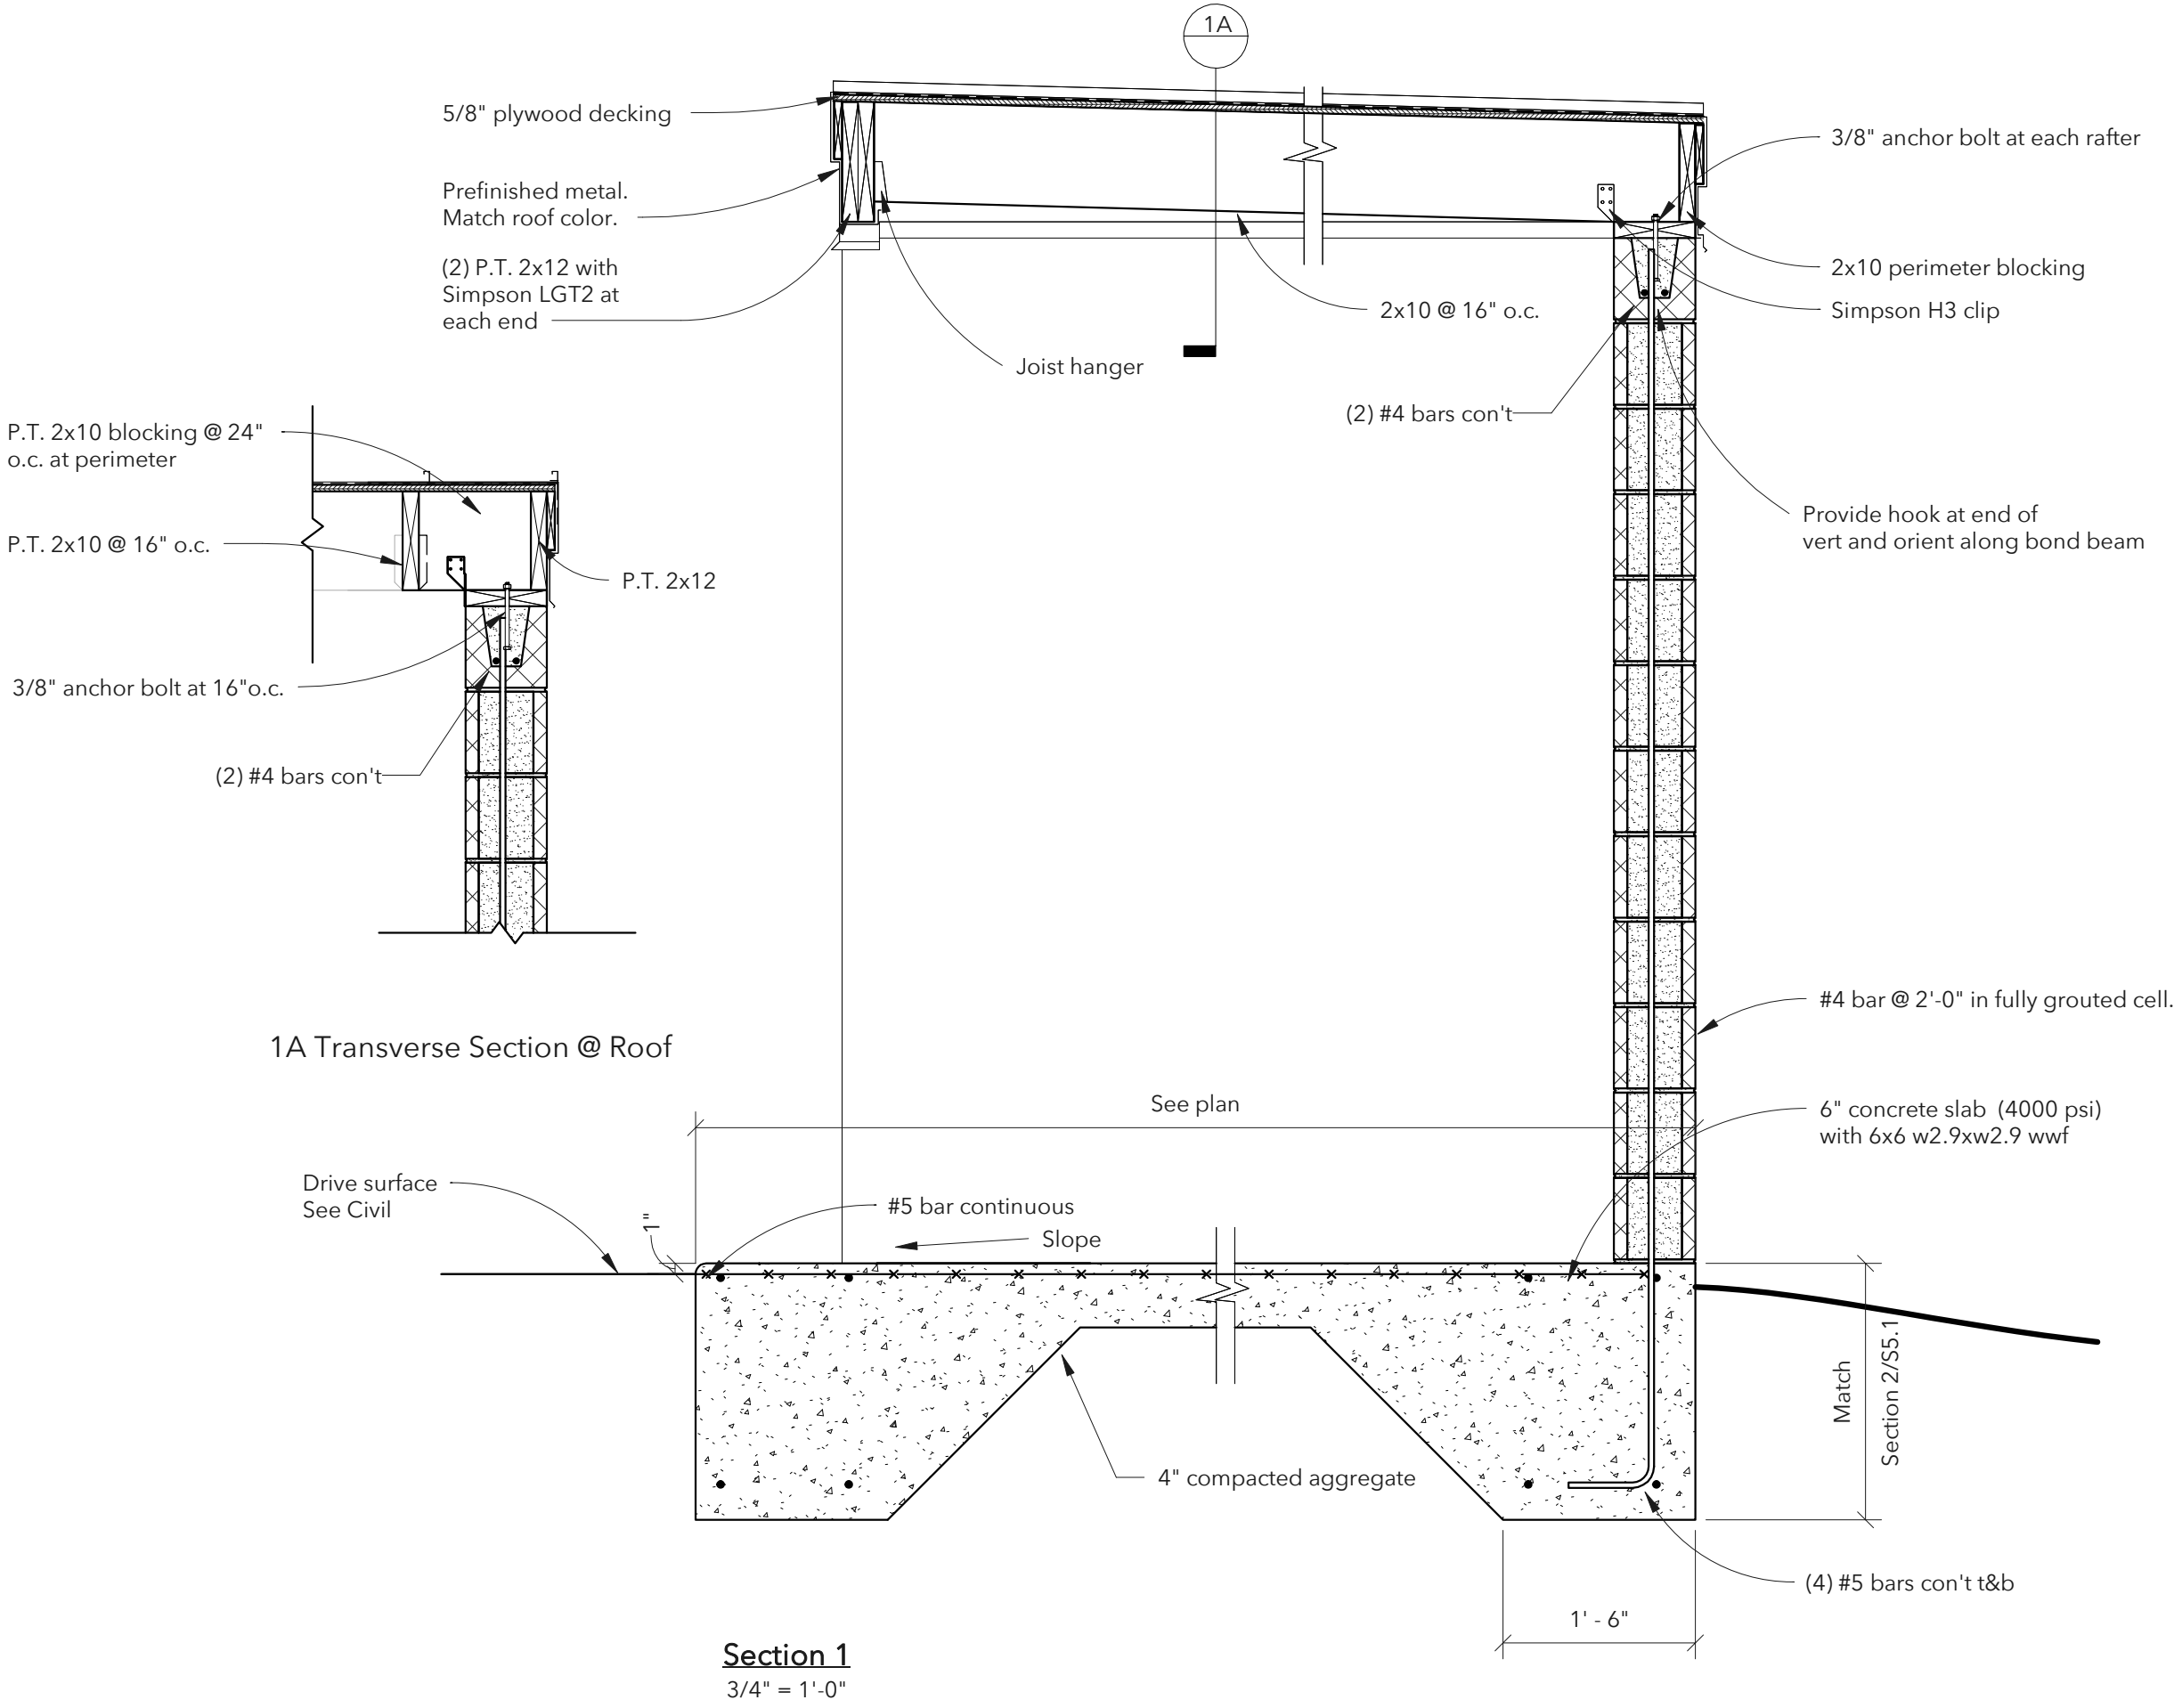 1A
5/8" plywood decking
Prefinished metal.
Match roof color.
(2) P.T. 2x12 with
Simpson LGT2 at
each end
3/8" anchor bolt at each rafter
2x10 perimeter blocking
Simpson H3 clip
2x10 @ 16" o.c.
Joist hanger
(2) #4 bars con't
P.T. 2x10 blocking @ 24"
o.c. at perimeter
P.T. 2x10 @ 16" o.c.
P.T. 2x12
3/8" anchor bolt at 16"o.c.
(2) #4 bars con't
Provide hook at end of
vert and orient along bond beam
#4 bar @ 2'-0" in fully grouted cell.
1A Transverse Section @ Roof
See plan
6" concrete slab (4000 psi)
with 6x6 w2.9xw2.9 wwf
Drive surface
See Civil
1"
#5 bar continuous
Slope
Match
Section 2/S5.1
4" compacted aggregate
(4) #5 bars con't t&b
1' - 6"
Section 1
3/4" = 1'-0"